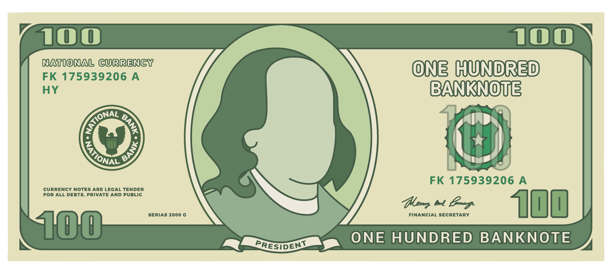 100
100
NATIONAL CURRENCY
FK 175939206 A
HY
ONE HUNDRED
BANKNOTE
NATIONAL BANK
NATIONAL BANK
100
FK 175939206 A
CURRENCY NOTES ARE LEGAL TENDER
FOR ALL DEBTS, PRIVATE AND PUBLIC
SERIAS 2000 G
FINANCIAL SECRETARY
100
100
PRESIDENT
ONE HUNDRED BANKNOTE